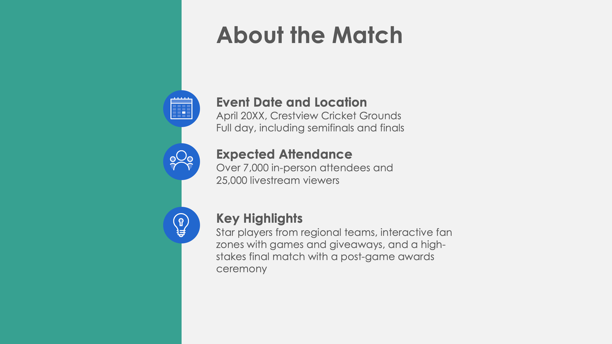 About the Match
Event Date and Location
April 20XX, Crestview Cricket Grounds
Full day, including semifinals and finals
Expected Attendance
Over 7,000 in-person attendees and
25,000 livestream viewers
Key Highlights
Star players from regional teams, interactive fan
zones with games and giveaways, and a high-
stakes final match with a post-game awards
ceremony